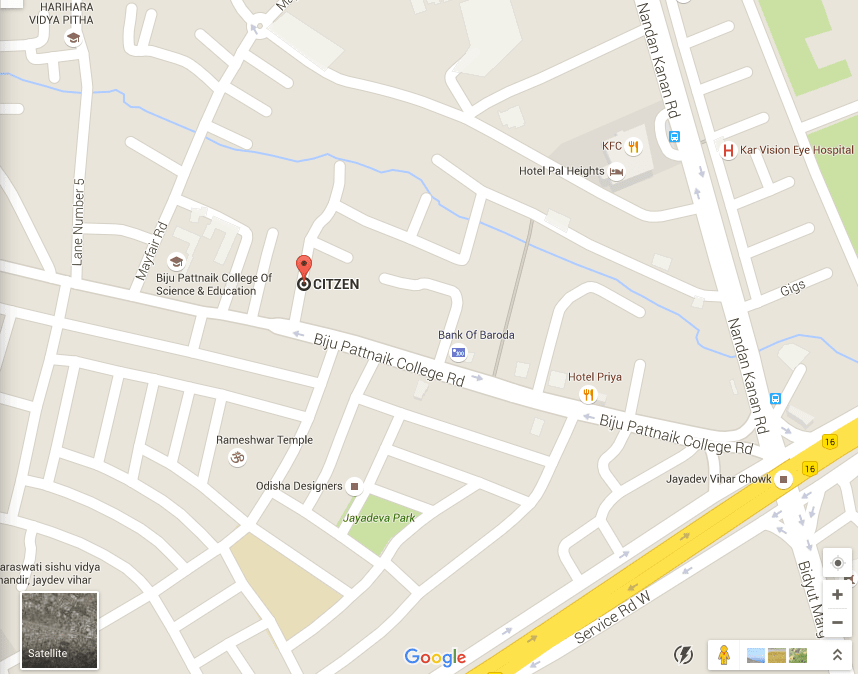 HARIHARA
VIDYA PITHA
Nandan Kanan Rd
KFC
Kar Vision Eye Hospital
Hotel Pal Heights
Lane Number 5
Mayfair Rd
Biju Pattnaik College Of
Science & Education
CITZEN
Gigs
Bank Of Baroda
Biju Pattnaik College Rd
Nandan Kanan Rd
Hotel Priya
Biju Pattnaik College Rd
16
16
Rameshwar Temple
Jayadev Vihar Chowk
Odisha Designers
Jayadeva Park
araswati sishu vidya
nandir, jaydev vihar
Bidyut Marg
Service Rd W
Satellite
Google